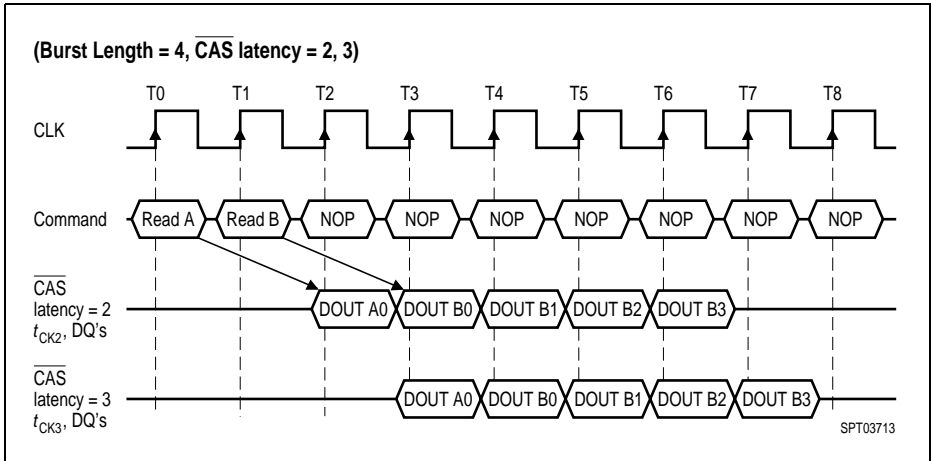 (Burst Length = 4, CAS latency = 2, 3)
T0 T1 T2 T3 T4 T5 T6 T7 T8
CLK
Command Read A Read B NOP NOP NOP NOP NOP NOP NOP
CAS
latency = 2
tCK2, DQ's
DOUT A0 DOUT B0 DOUT B1 DOUT B2 DOUT B3
CAS
latency = 3
tCK3, DQ's
DOUT A0 DOUT B0 DOUT B1 DOUT B2 DOUT B3
SPT03713